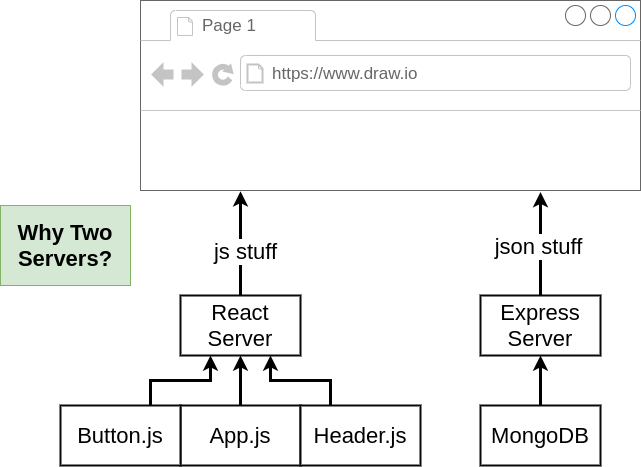 Page 1
https://www.draw.io
Why Two
Servers?
js stuff
json stuff
React
Server
Express
Server
Button.js
App.js
Header.js
MongoDB